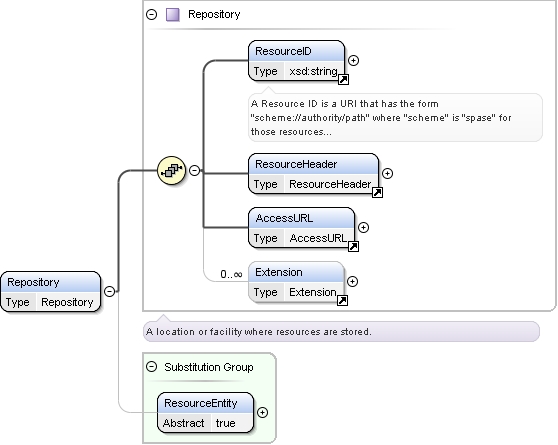 Repository
ResourceID
Type xsd:string
A Resource ID is a URI that has the form
"scheme://authority/path" where "scheme" is "spase" for
those resources...
ResourceHeader
Type ResourceHeader
AccessURL
Type AccessURL
0..∞
Extension
Type Extension
Repository
Type Repository
A location or facility where resources are stored.
Substitution Group
ResourceEntity
Abstract true